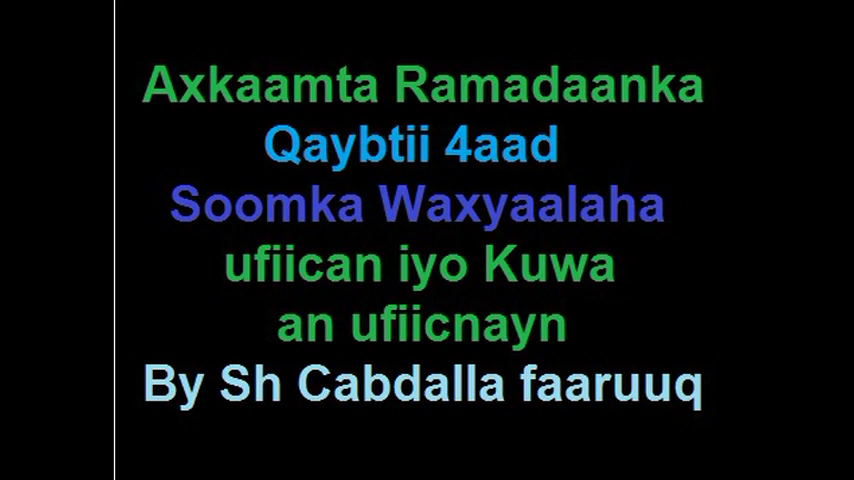 Axkaamta Ramadaanka
Qaybtii 4aad
Soomka Waxyaalaha
ufiican iyo Kuwa
an ufiicnayn
By Sh Cabdalla faaruuq